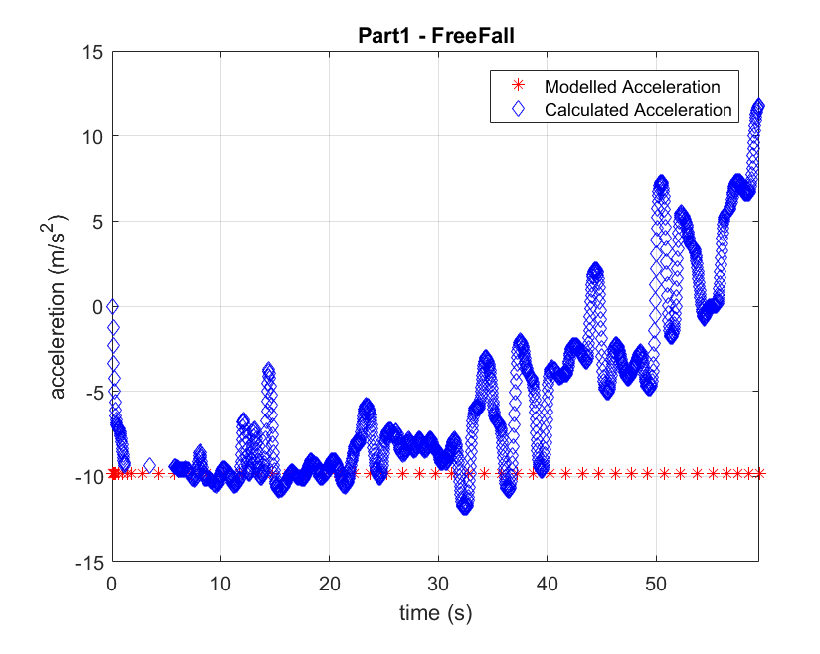 Part1 - FreeFall
15
Modelled Acceleration
Calculated Acceleration
10
5
0
-5
-10
-15
acceleretion (m/s²)
0 10 20 30 40 50
time (s)